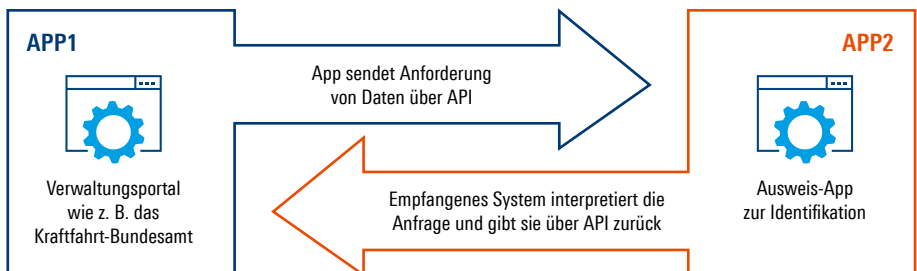 APP1
APP2
App sendet Anforderung
von Daten über API
Verwaltungsportal
wie z. B. das
Kraftfahrt-Bundesamt
Empfangenes System interpretiert die
Anfrage und gibt sie über API zurück
Ausweis-App
zur Identifikation